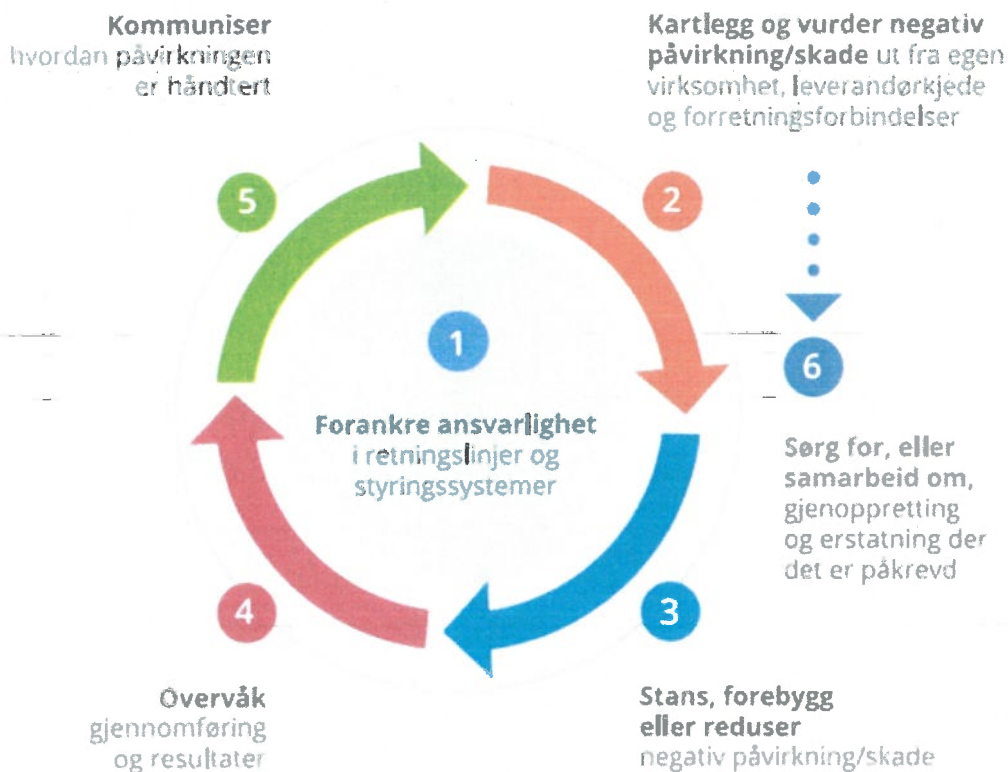 Kommuniser
hvordan påvirkningen
er håndtert
Kartlegg og vurder negativ
påvirkning/skade ut fra egen
virksomhet, leverandørkjede
og forretningsforbindelser
5
2
1
6
Forankre ansvarlighet
i retningslinjer og
styringssystemer
Sørg for, eller
samarbeid om,
gjenoppretting
og erstatning der
det er påkrevd
4
3
Overvåk
gjennomføring
og resultater
Stans, forebygg
eller reduser
negativ påvirkning/skade